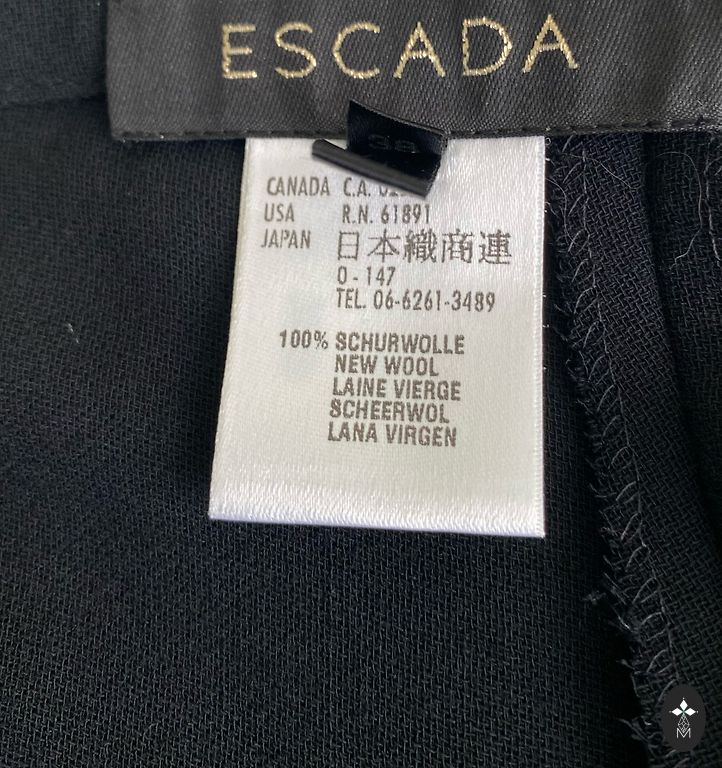 ESCADA
38
CANADA C.A.
USA R.N. 61891
JAPAN 日本織商連
0-147
TEL. 06-6261-3489
100% SCHURWOLLE
NEW WOOL
LAINE VIERGE
SCHEERWOL
LANA VIRGEN
M